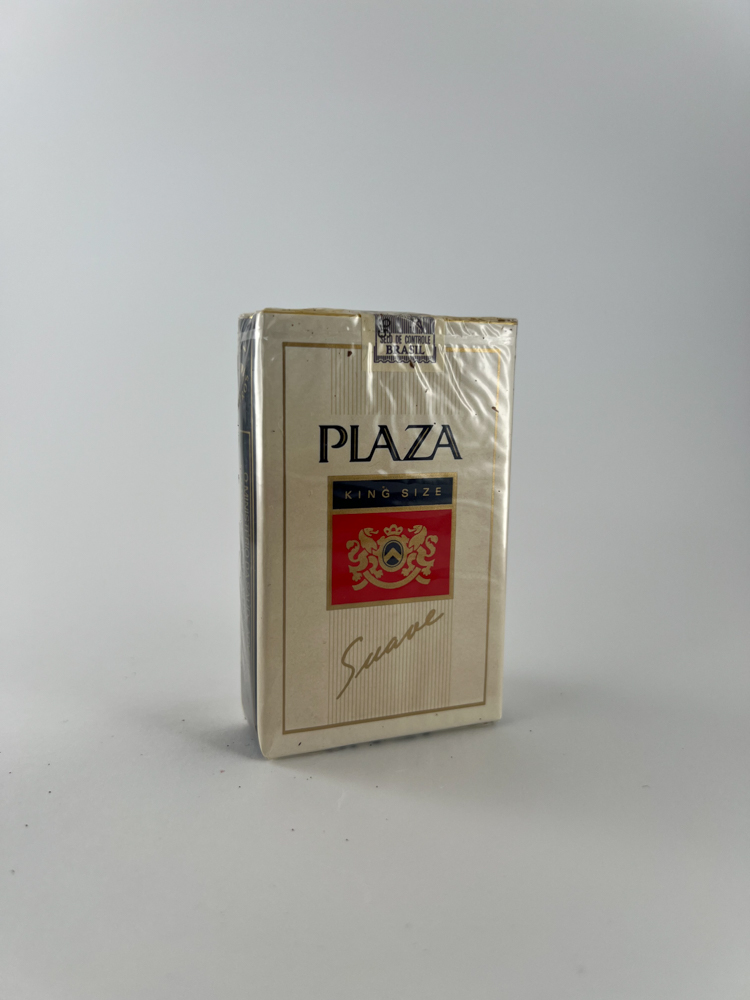 SELO DE CONTROLE
BRASIL
PLAZA
KING SIZE
Suave